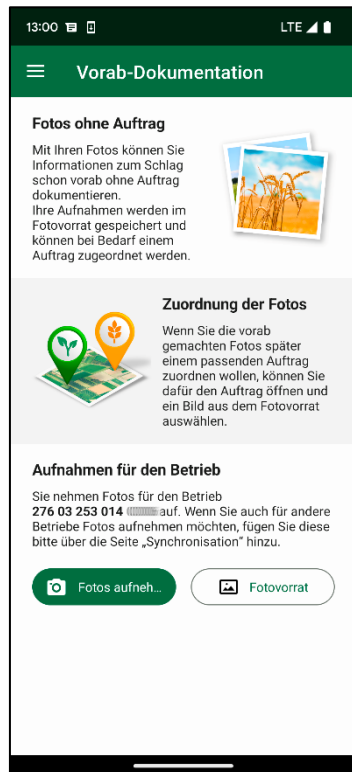 13:00
LTE
Vorab-Dokumentation
Fotos ohne Auftrag
Mit Ihren Fotos können Sie
Informationen zum Schlag
schon vorab ohne Auftrag
dokumentieren.
Ihre Aufnahmen werden im
Fotovorrat gespeichert und
können bei Bedarf einem
Auftrag zugeordnet werden.
Zuordnung der Fotos
Wenn Sie die vorab
gemachten Fotos später
einem passenden Auftrag
zuordnen wollen, können Sie
dafür den Auftrag öffnen und
ein Bild aus dem Fotovorrat
auswählen.
Aufnahmen für den Betrieb
Sie nehmen Fotos für den Betrieb
276 03 253 014 auf. Wenn Sie auch für andere
Betriebe Fotos aufnehmen möchten, fügen Sie diese
bitte über die Seite „Synchronisation" hinzu.
Fotos aufneh...
Fotovorrat